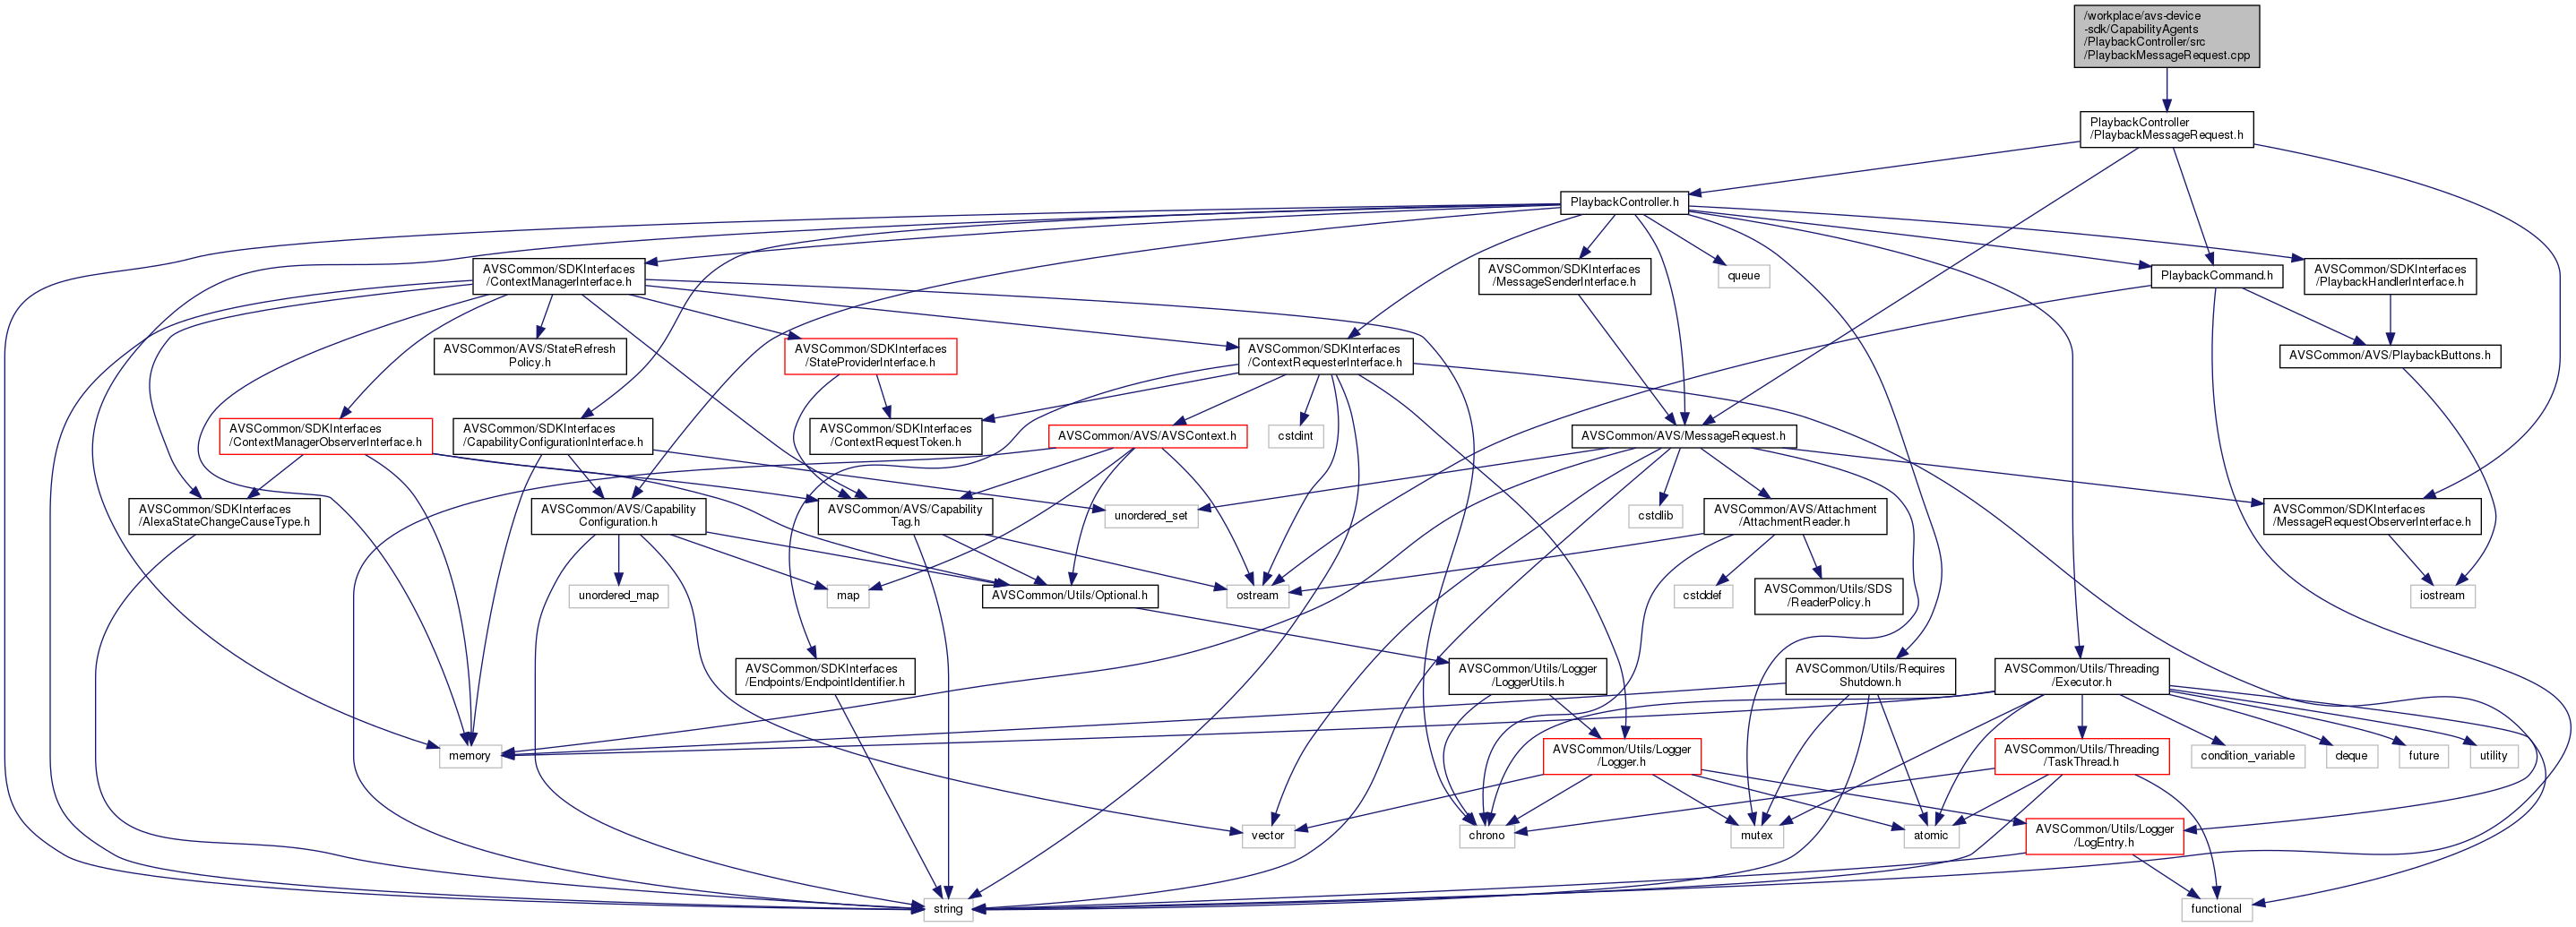 /workplace/avs-device
-sdk/CapabilityAgents
/PlaybackController/src
/PlaybackMessageRequest.cpp
PlaybackController
/PlaybackMessageRequest.h
PlaybackController.h
AVSCommon/SDKInterfaces
/ContextManagerInterface.h
AVSCommon/SDKInterfaces
/MessageSenderInterface.h
queue
PlaybackCommand.h
AVSCommon/SDKInterfaces
/PlaybackHandlerInterface.h
AVSCommon/AVS/StateRefresh
Policy.h
AVSCommon/SDKInterfaces
/StateProviderInterface.h
AVSCommon/SDKInterfaces
/ContextRequesterInterface.h
AVSCommon/AVS/PlaybackButtons.h
AVSCommon/SDKInterfaces
/ContextManagerObserverInterface.h
AVSCommon/SDKInterfaces
/CapabilityConfigurationInterface.h
AVSCommon/SDKInterfaces
/ContextRequestToken.h
AVSCommon/AVS/AVSContext.h
cstdint
AVSCommon/AVS/MessageRequest.h
AVSCommon/SDKInterfaces
/AlexaStateChangeCauseType.h
AVSCommon/AVS/Capability
Configuration.h
AVSCommon/AVS/Capability
Tag.h
unordered_set
cstdlib
AVSCommon/AVS/Attachment
/AttachmentReader.h
AVSCommon/SDKInterfaces
/MessageRequestObserverInterface.h
unordered_map
map
AVSCommon/Utils/Optional.h
ostream
cstddef
AVSCommon/Utils/SDS
/ReaderPolicy.h
iostream
AVSCommon/SDKInterfaces
/Endpoints/EndpointIdentifier.h
AVSCommon/Utils/Logger
/LoggerUtils.h
AVSCommon/Utils/Requires
Shutdown.h
AVSCommon/Utils/Threading
/Executor.h
memory
AVSCommon/Utils/Logger
/Logger.h
AVSCommon/Utils/Threading
/TaskThread.h
condition_variable
deque
future
utility
vector
chrono
mutex
atomic
AVSCommon/Utils/Logger
/LogEntry.h
string
functional